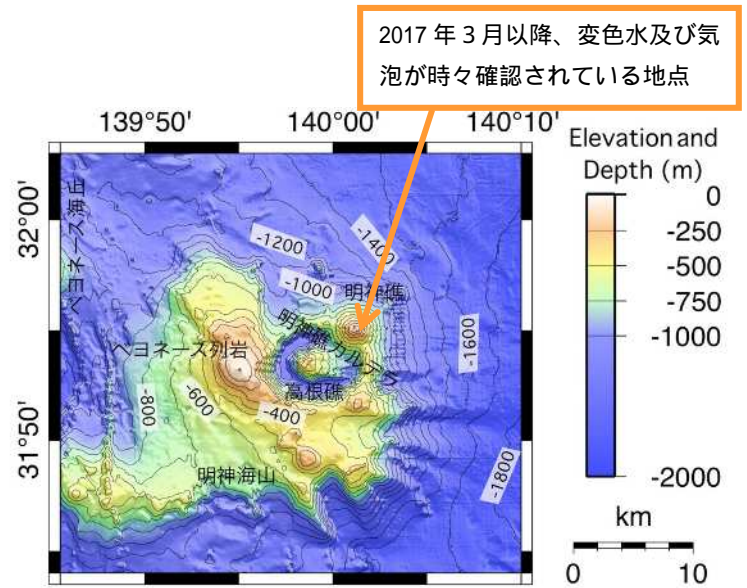 2017 年３月以降、変色水及び気
泡が時々確認されている地点
139°50'
140°00'
140°10'
Elevation and
Depth (m)
0
-250
-500
-750
-1000
-2000
km
0
10
32°00'
31°50'
ベヨネース海丘
-1200
-1400
-1000
明神礁
明神礁カルデラ
ベヨネース列岩
-1600
高根礁
-800
-600
-400
明神海山
-1800